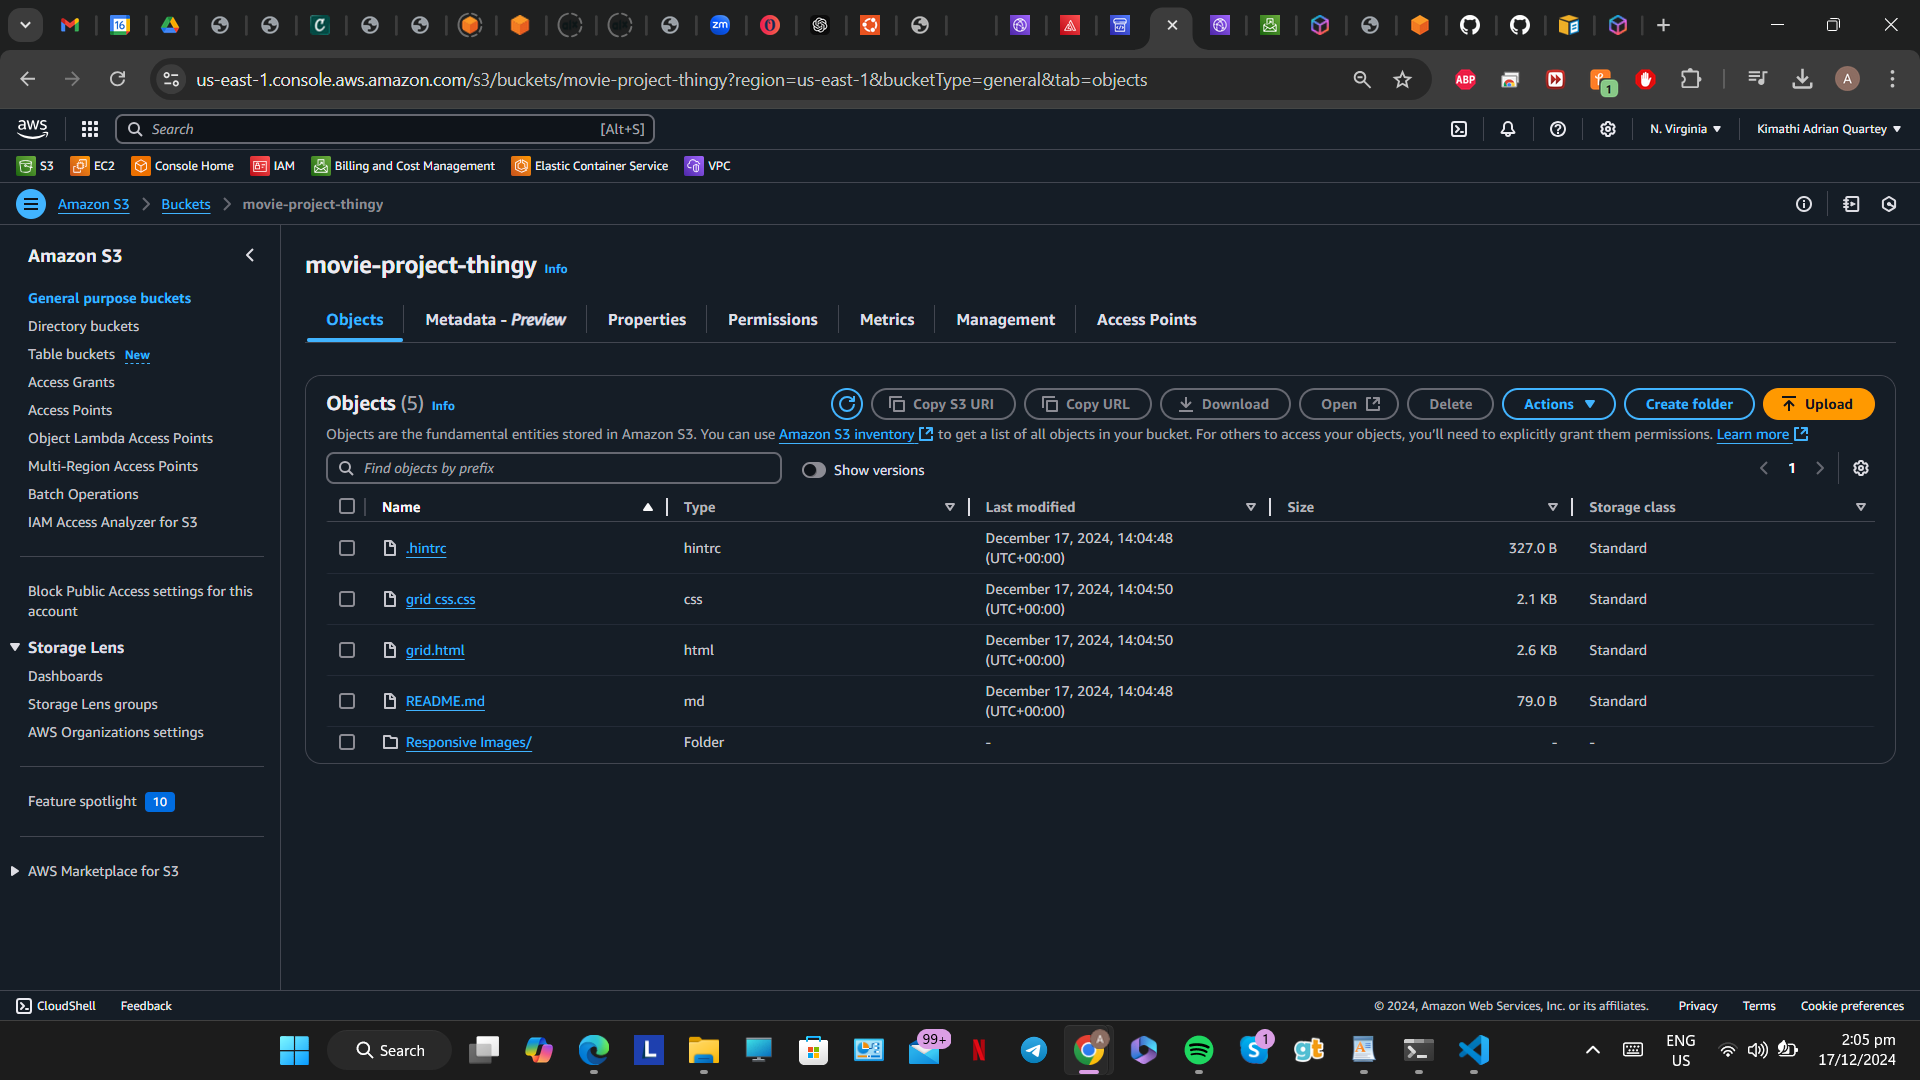 us-east-1.console.aws.amazon.com/s3/buckets/movie-project-thingy?region=us-east-1&bucketType=general&tab=objects
ABP
1
A
aws
Search [Alt+S]
N. Virginia
Kimathi Adrian Quartey
S3
EC2
Console Home
IAM
Billing and Cost Management
Elastic Container Service
VPC
Amazon S3
Buckets
movie-project-thingy
Amazon S3
General purpose buckets
Directory buckets
Table buckets New
Access Grants
Access Points
Object Lambda Access Points
Multi-Region Access Points
Batch Operations
IAM Access Analyzer for S3
Block Public Access settings for this
account
Storage Lens
Dashboards
Storage Lens groups
AWS Organizations settings
Feature spotlight 10
AWS Marketplace for S3
movie-project-thingy Info
Objects
Metadata - Preview
Properties
Permissions
Metrics
Management
Access Points
Objects (5) Info
Copy S3 URI
Copy URL
Download
Open
Delete
Actions
Create folder
Upload
Objects are the fundamental entities stored in Amazon S3. You can use Amazon S3 inventory to get a list of all objects in your bucket. For others to access your objects, you'll need to explicitly grant them permissions. Learn more
Find objects by prefix
Show versions
1
Name Type Last modified Size Storage class
.hintrc hintrc December 17, 2024, 14:04:48 (UTC+00:00) 327.0 B Standard
grid css.css css December 17, 2024, 14:04:50 (UTC+00:00) 2.1 KB Standard
grid.html html December 17, 2024, 14:04:50 (UTC+00:00) 2.6 KB Standard
README.md md December 17, 2024, 14:04:48 (UTC+00:00) 79.0 B Standard
Responsive Images/ Folder - - -
CloudShell
Feedback
© 2024, Amazon Web Services, Inc. or its affiliates.
Privacy
Terms
Cookie preferences
Search
L
99+
N
A
S
1
gt
ENG
US
2:05 pm
17/12/2024
16
zm